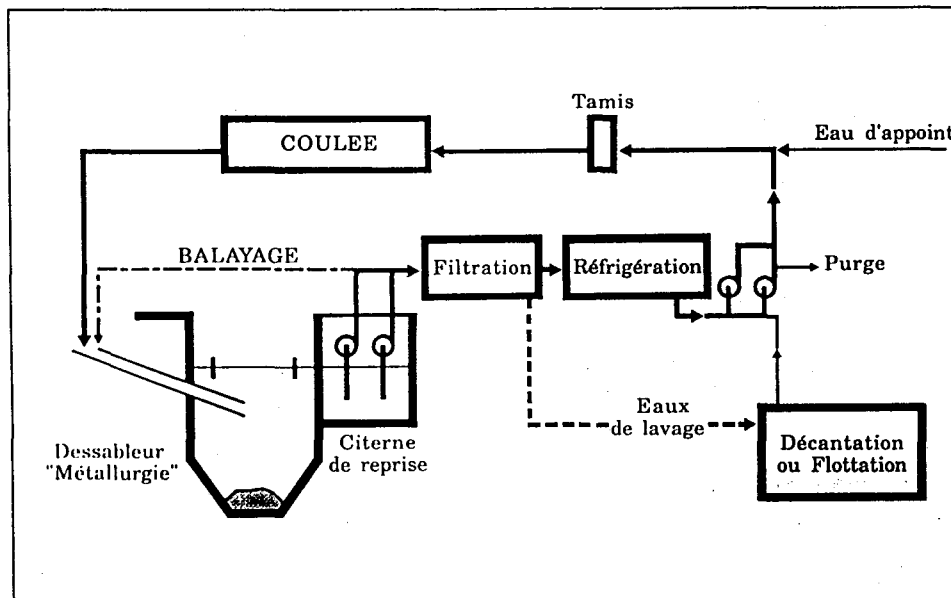 Tamis
COULEE
Eau d'appoint
BALAYAGE
Filtration
Réfrigération
Purge
Eaux
de lavage
Dessableur
"Métallurgie"
Citerne
de reprise
Décantation
ou Flottation